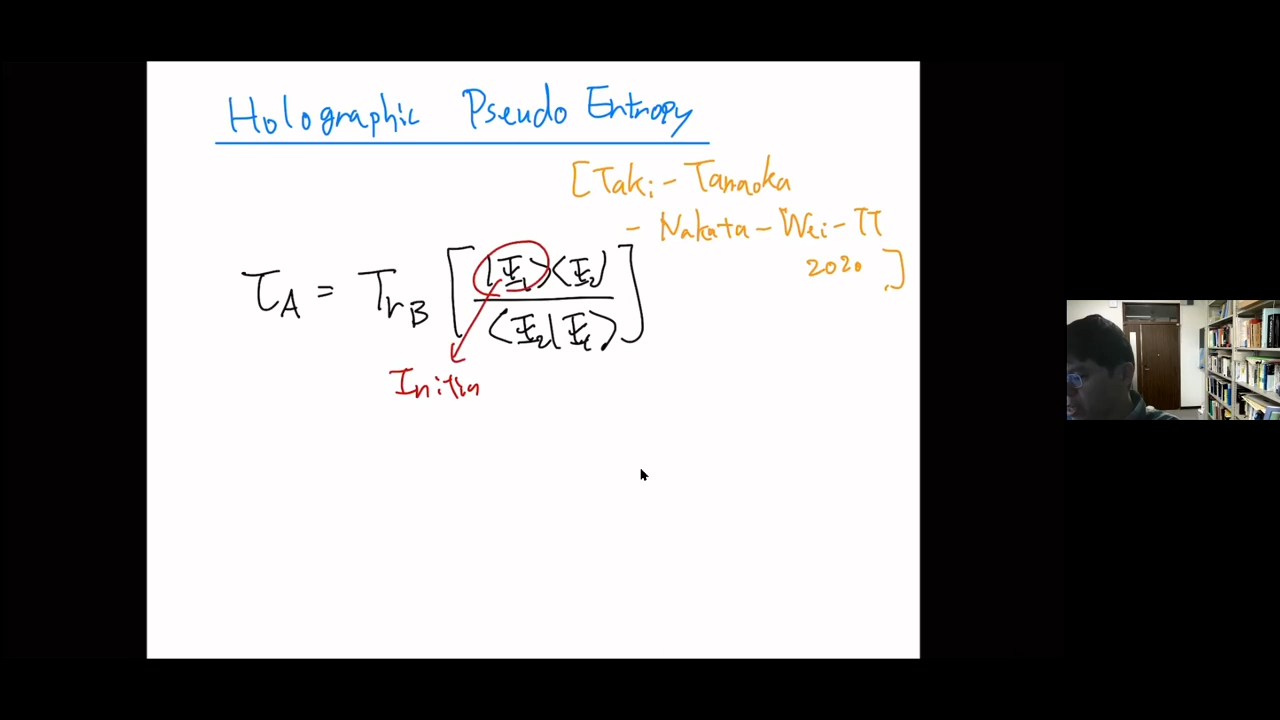 Holographic Pseudo Entropy
[Taki - Tanaoka
- Nakata - Wei - TT
2020 ]
τ_A = Tr_B [ |Ψ₁⟩⟨Ψ₂| / ⟨Ψ₂|Ψ₁⟩ ]
Initia